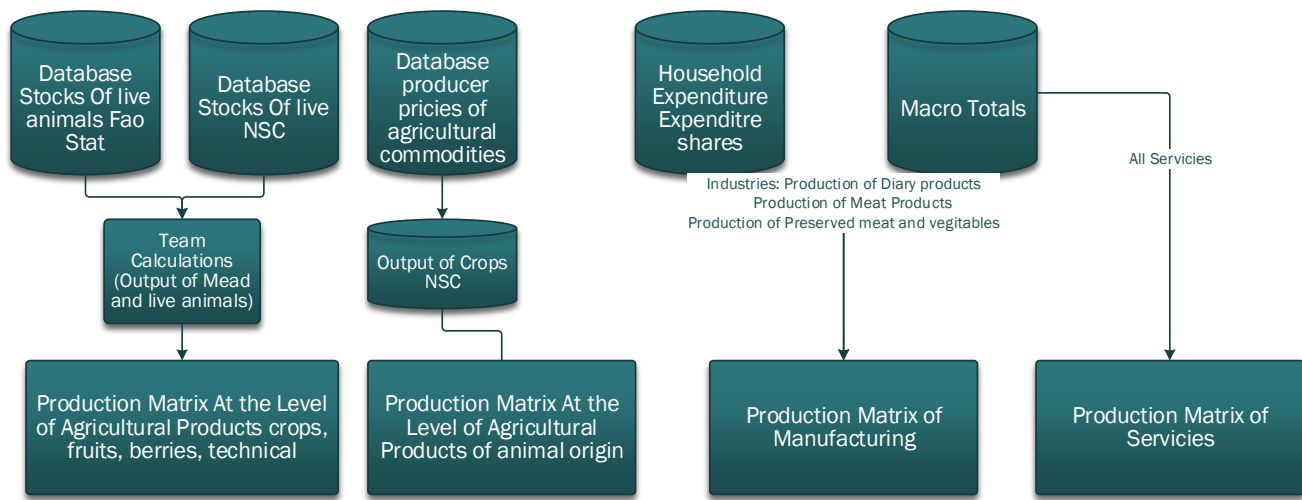 Database
Stocks Of live
animals Fao
Stat
Database
Stocks Of live
NSC
Database
producer
pricies of
agricultural
commodities
Household
Expenditure
Expenditre
shares
Macro Totals
All Servicies
Industries: Production of Diary products
Production of Meat Products
Production of Preserved meat and vegitables
Team
Calculations
(Output of Mead
and live animals)
Output of Crops
NSC
Production Matrix At the Level
of Agricultural Products crops,
fruits, berries, technical
Production Matrix At the
Level of Agricultural
Products of animal origin
Production Matrix of
Manufacturing
Production Matrix of
Servicies